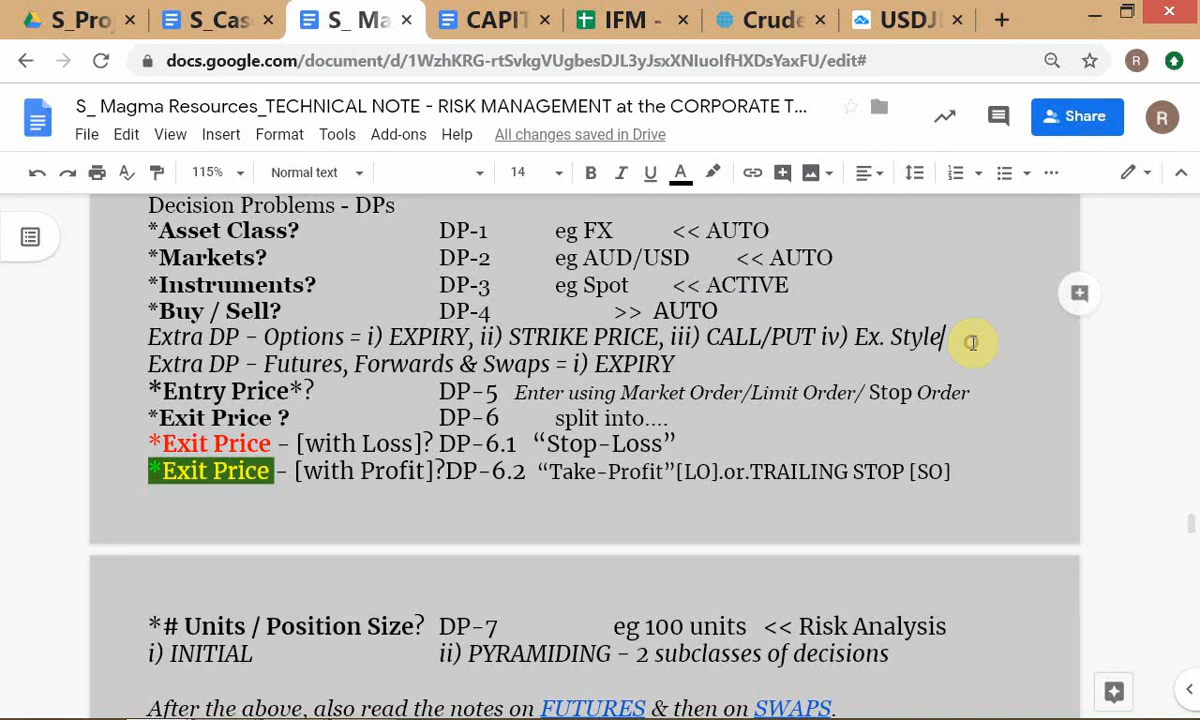 S_Pro
S_Cas
S_ Ma
CAPIT
IFM -
Crude
USDJ
docs.google.com/document/d/1WzhKRG-rtSvkgVUgbesDJL3yJsxXNIuoIfHXDsYaxFU/edit#
R
S_ Magma Resources_TECHNICAL NOTE - RISK MANAGEMENT at the CORPORATE T...
Share
R
File Edit View Insert Format Tools Add-ons Help All changes saved in Drive
115% Normal text 14 B I U A
Decision Problems - DPs
*Asset Class? DP-1 eg FX << AUTO
*Markets? DP-2 eg AUD/USD << AUTO
*Instruments? DP-3 eg Spot << ACTIVE
*Buy / Sell? DP-4 >> AUTO
Extra DP - Options = i) EXPIRY, ii) STRIKE PRICE, iii) CALL/PUT iv) Ex. Style/
Extra DP - Futures, Forwards & Swaps = i) EXPIRY
*Entry Price*? DP-5 Enter using Market Order/Limit Order/ Stop Order
*Exit Price ? DP-6 split into....
*Exit Price - [with Loss]? DP-6.1 “Stop-Loss”
*Exit Price - [with Profit]?DP-6.2 “Take-Profit”[LO].or.TRAILING STOP [SO]
*# Units / Position Size? DP-7 eg 100 units << Risk Analysis
i) INITIAL ii) PYRAMIDING - 2 subclasses of decisions
After the above, also read the notes on FUTURES & then on SWAPS.